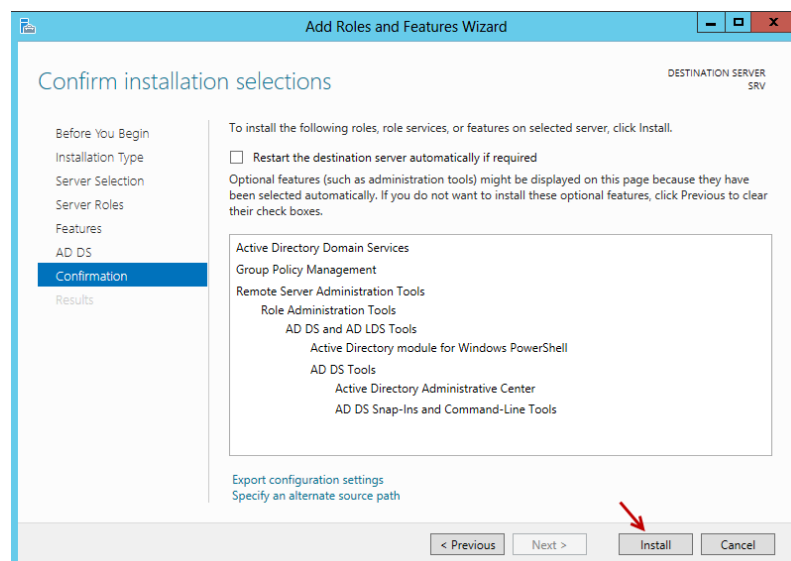 Add Roles and Features Wizard
Confirm installation selections
DESTINATION SERVER
SRV
Before You Begin
Installation Type
Server Selection
Server Roles
Features
AD DS
Confirmation
Results
To install the following roles, role services, or features on selected server, click Install.
Restart the destination server automatically if required
Optional features (such as administration tools) might be displayed on this page because they have
been selected automatically. If you do not want to install these optional features, click Previous to clear
their check boxes.
Active Directory Domain Services
Group Policy Management
Remote Server Administration Tools
Role Administration Tools
AD DS and AD LDS Tools
Active Directory module for Windows PowerShell
AD DS Tools
Active Directory Administrative Center
AD DS Snap-Ins and Command-Line Tools
Export configuration settings
Specify an alternate source path
< Previous
Next >
Install
Cancel